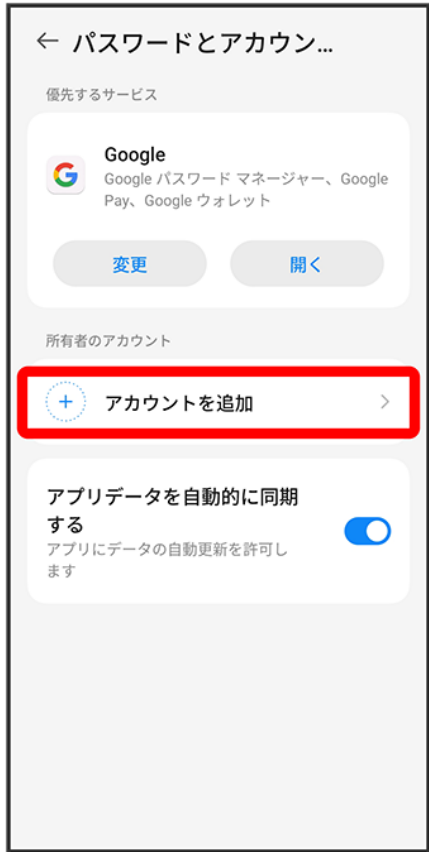 パスワードとアカウン...
優先するサービス
Google
Google パスワード マネージャー、Google
Pay、Google ウォレット
変更
開く
所有者のアカウント
アカウントを追加
アプリデータを自動的に同期
する
アプリにデータの自動更新を許可し
ます